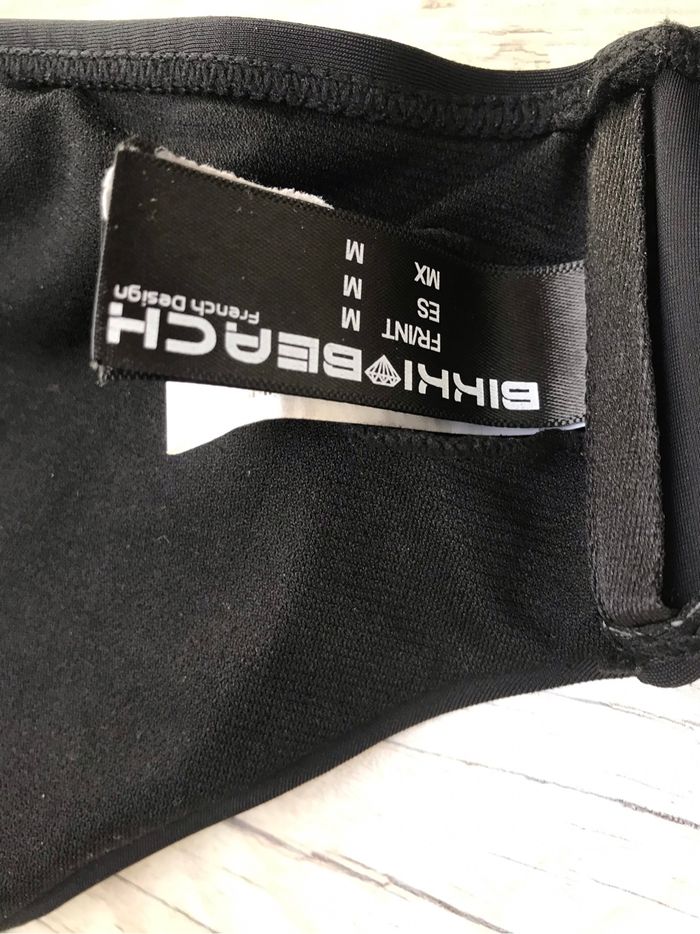 BIKKI BEACH
French Design
FR/INT M
ES M
MX M